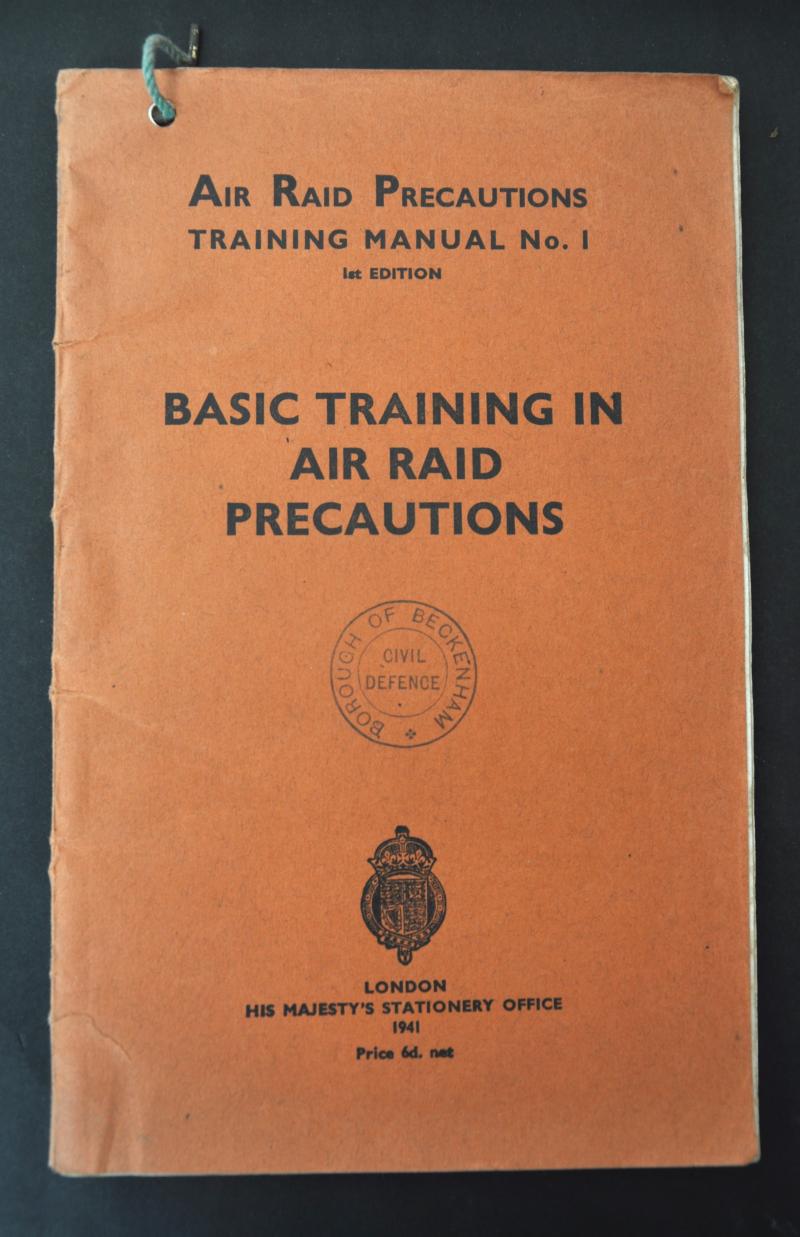 AIR RAID PRECAUTIONS
TRAINING MANUAL No. 1
1st EDITION
BASIC TRAINING IN
AIR RAID
PRECAUTIONS
BOROUGH OF BECKENHAM
CIVIL
DEFENCE
LONDON
HIS MAJESTY'S STATIONERY OFFICE
1941
Price 6d. net